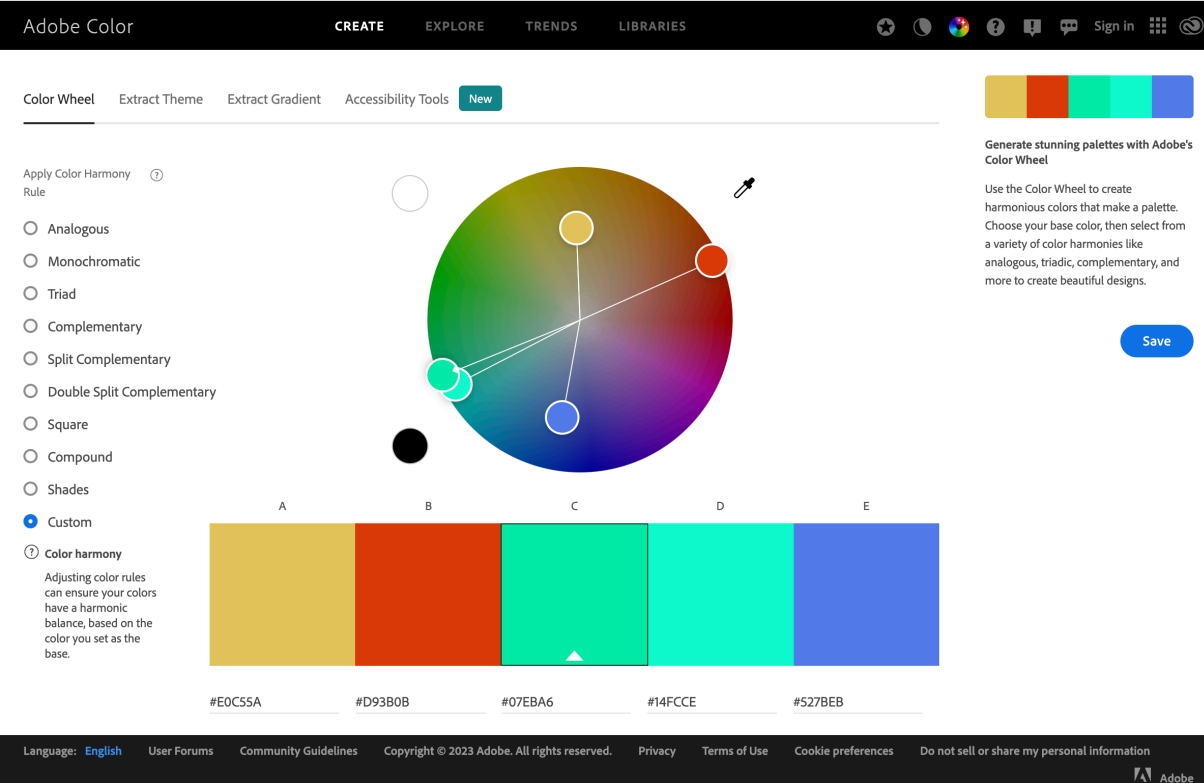 Adobe Color
CREATE EXPLORE TRENDS LIBRARIES
Sign in
Color Wheel Extract Theme Extract Gradient Accessibility Tools New
Apply Color Harmony
Rule
Analogous
Monochromatic
Triad
Complementary
Split Complementary
Double Split Complementary
Square
Compound
Shades
Custom
Color harmony
Adjusting color rules
can ensure your colors
have a harmonic
balance, based on the
color you set as the
base.
A B C D E
#E0C55A #D93B0B #07EBA6 #14FCCE #527BEB
Generate stunning palettes with Adobe's
Color Wheel
Use the Color Wheel to create
harmonious colors that make a palette.
Choose your base color, then select from
a variety of color harmonies like
analogous, triadic, complementary, and
more to create beautiful designs.
Save
Language: English User Forums Community Guidelines Copyright © 2023 Adobe. All rights reserved. Privacy Terms of Use Cookie preferences Do not sell or share my personal information
Adobe